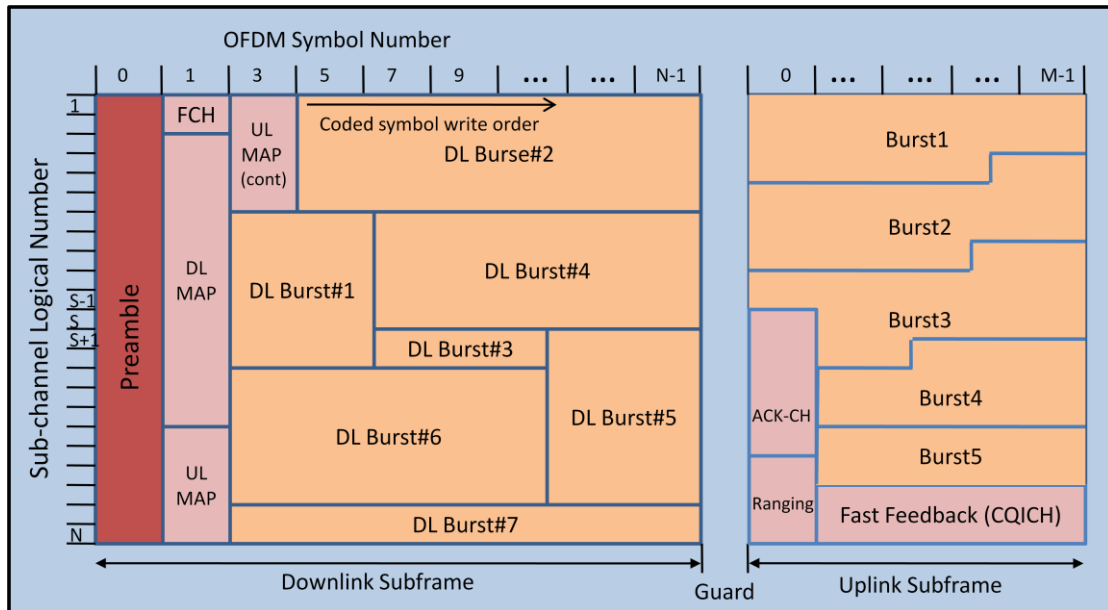 OFDM Symbol Number
0 1 3 5 7 9 ... ... N-1
0 ... ... ... M-1
Sub-channel Logical Number
1
S-1
S
S+1
N
Preamble
FCH
DL
MAP
UL
MAP
UL
MAP
(cont)
Coded symbol write order
DL Burse#2
DL Burst#1
DL Burst#4
DL Burst#3
DL Burst#6
DL Burst#5
DL Burst#7
Burst1
Burst2
Burst3
Burst4
Burst5
ACK-CH
Ranging
Fast Feedback (CQICH)
Downlink Subframe
Guard
Uplink Subframe